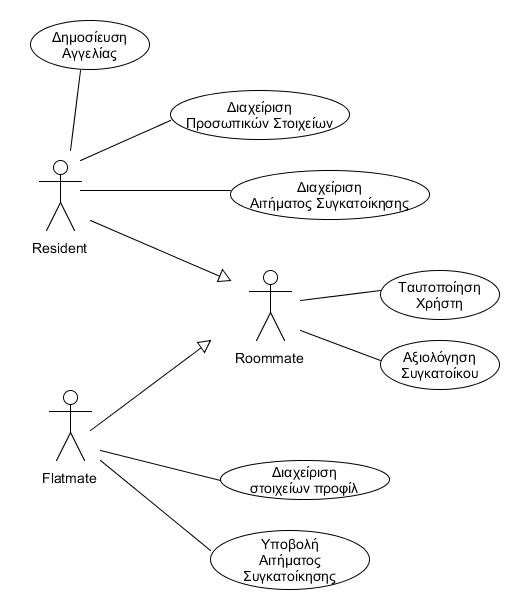 Δημοσίευση
Αγγελίας
Διαχείριση
Προσωπικών Στοιχείων
Διαχείριση
Αιτήματος Συγκατοίκησης
Resident
Ταυτοποίηση
Χρήστη
Roommate
Αξιολόγηση
Συγκατοίκου
Flatmate
Διαχείριση
στοιχείων προφίλ
Υποβολή
Αιτήματος
Συγκατοίκησης